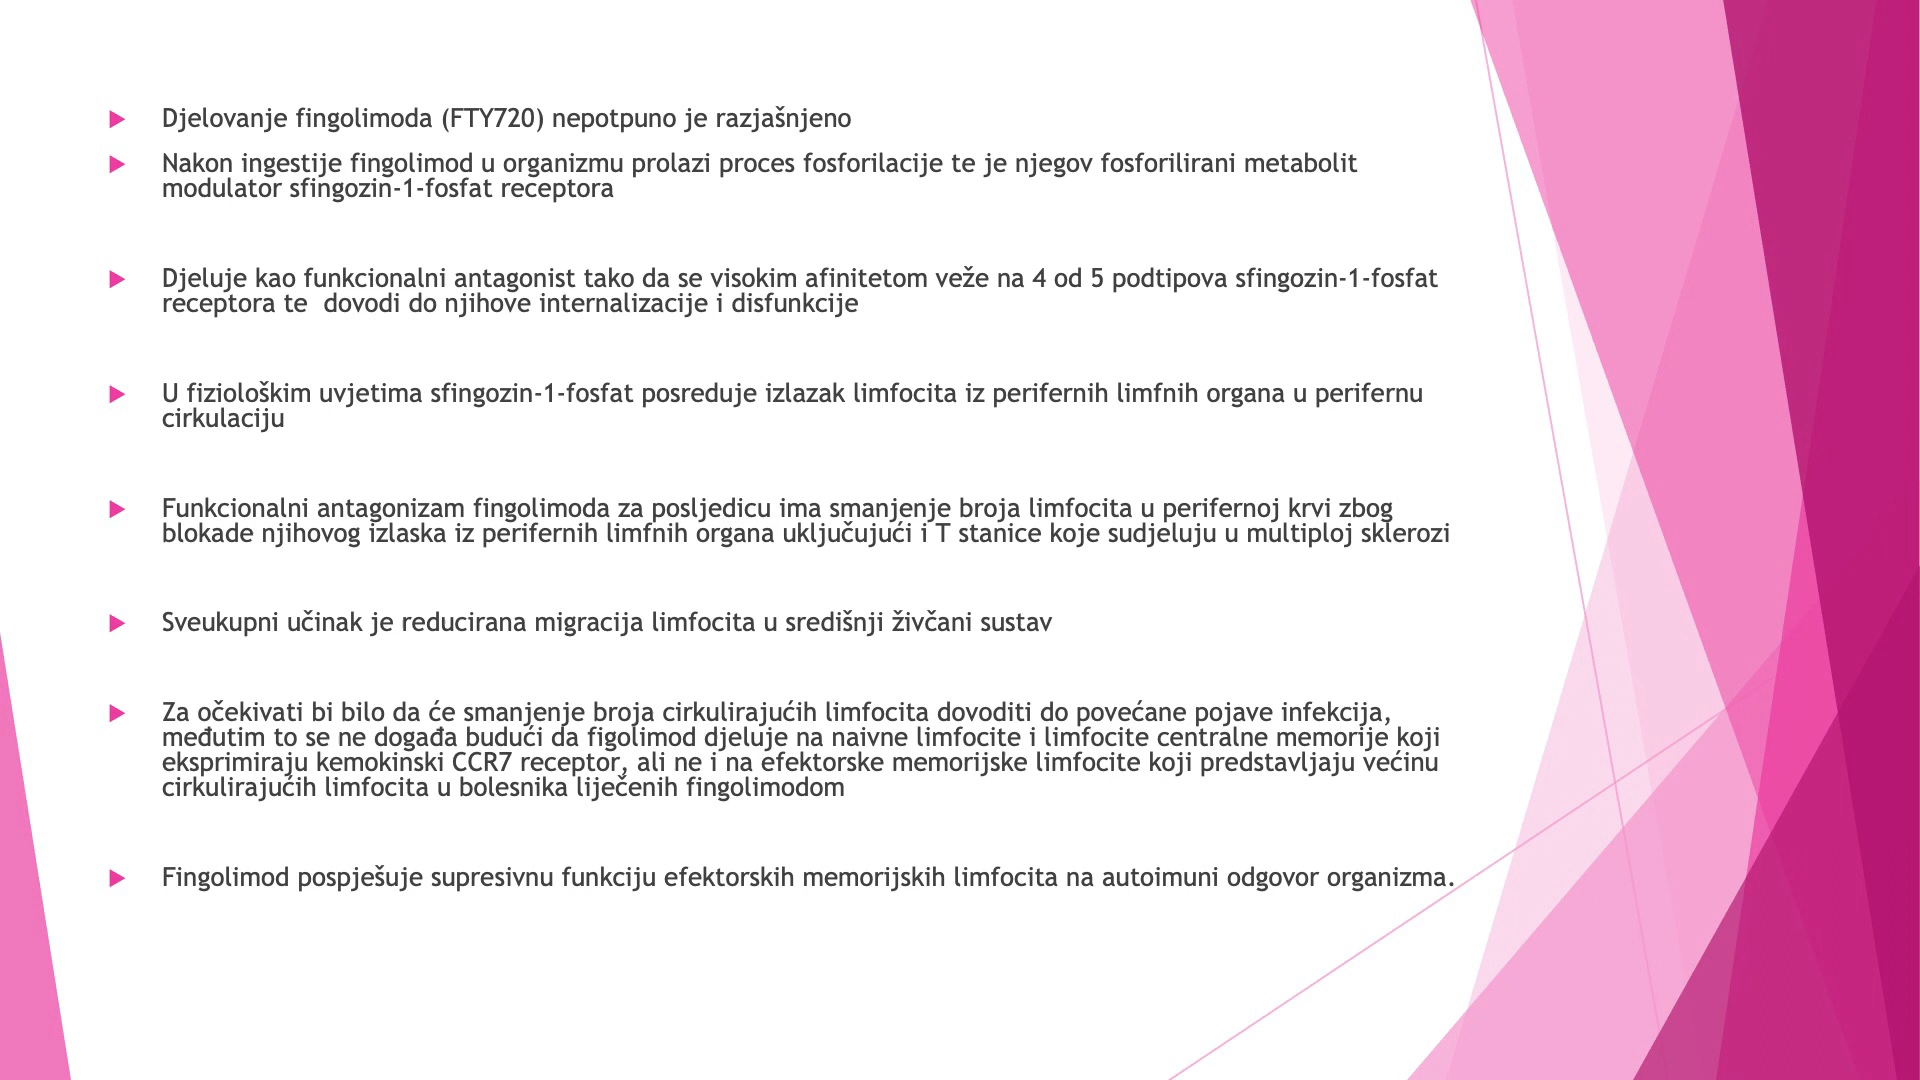 Djelovanje fingolimoda (FTY720) nepotpuno je razjašnjeno
Nakon ingestije fingolimod u organizmu prolazi proces fosforilacije te je njegov fosforilirani metabolit
modulator sfingozin-1-fosfat receptora
Djeluje kao funkcionalni antagonist tako da se visokim afinitetom veže na 4 od 5 podtipova sfingozin-1-fosfat
receptora te  dovodi do njihove internalizacije i disfunkcije
U fiziološkim uvjetima sfingozin-1-fosfat posreduje izlazak limfocita iz perifernih limfnih organa u perifernu
cirkulaciju
Funkcionalni antagonizam fingolimoda za posljedicu ima smanjenje broja limfocita u perifernoj krvi zbog
blokade njihovog izlaska iz perifernih limfnih organa uključujući i T stanice koje sudjeluju u multiploj sklerozi
Sveukupni učinak je reducirana migracija limfocita u središnji živčani sustav
Za očekivati bi bilo da će smanjenje broja cirkulirajućih limfocita dovoditi do povećane pojave infekcija,
međutim to se ne događa budući da figolimod djeluje na naivne limfocite i limfocite centralne memorije koji
eksprimiraju kemokinski CCR7 receptor, ali ne i na efektorske memorijske limfocite koji predstavljaju većinu
cirkulirajućih limfocita u bolesnika liječenih fingolimodom
Fingolimod pospješuje supresivnu funkciju efektorskih memorijskih limfocita na autoimuni odgovor organizma.